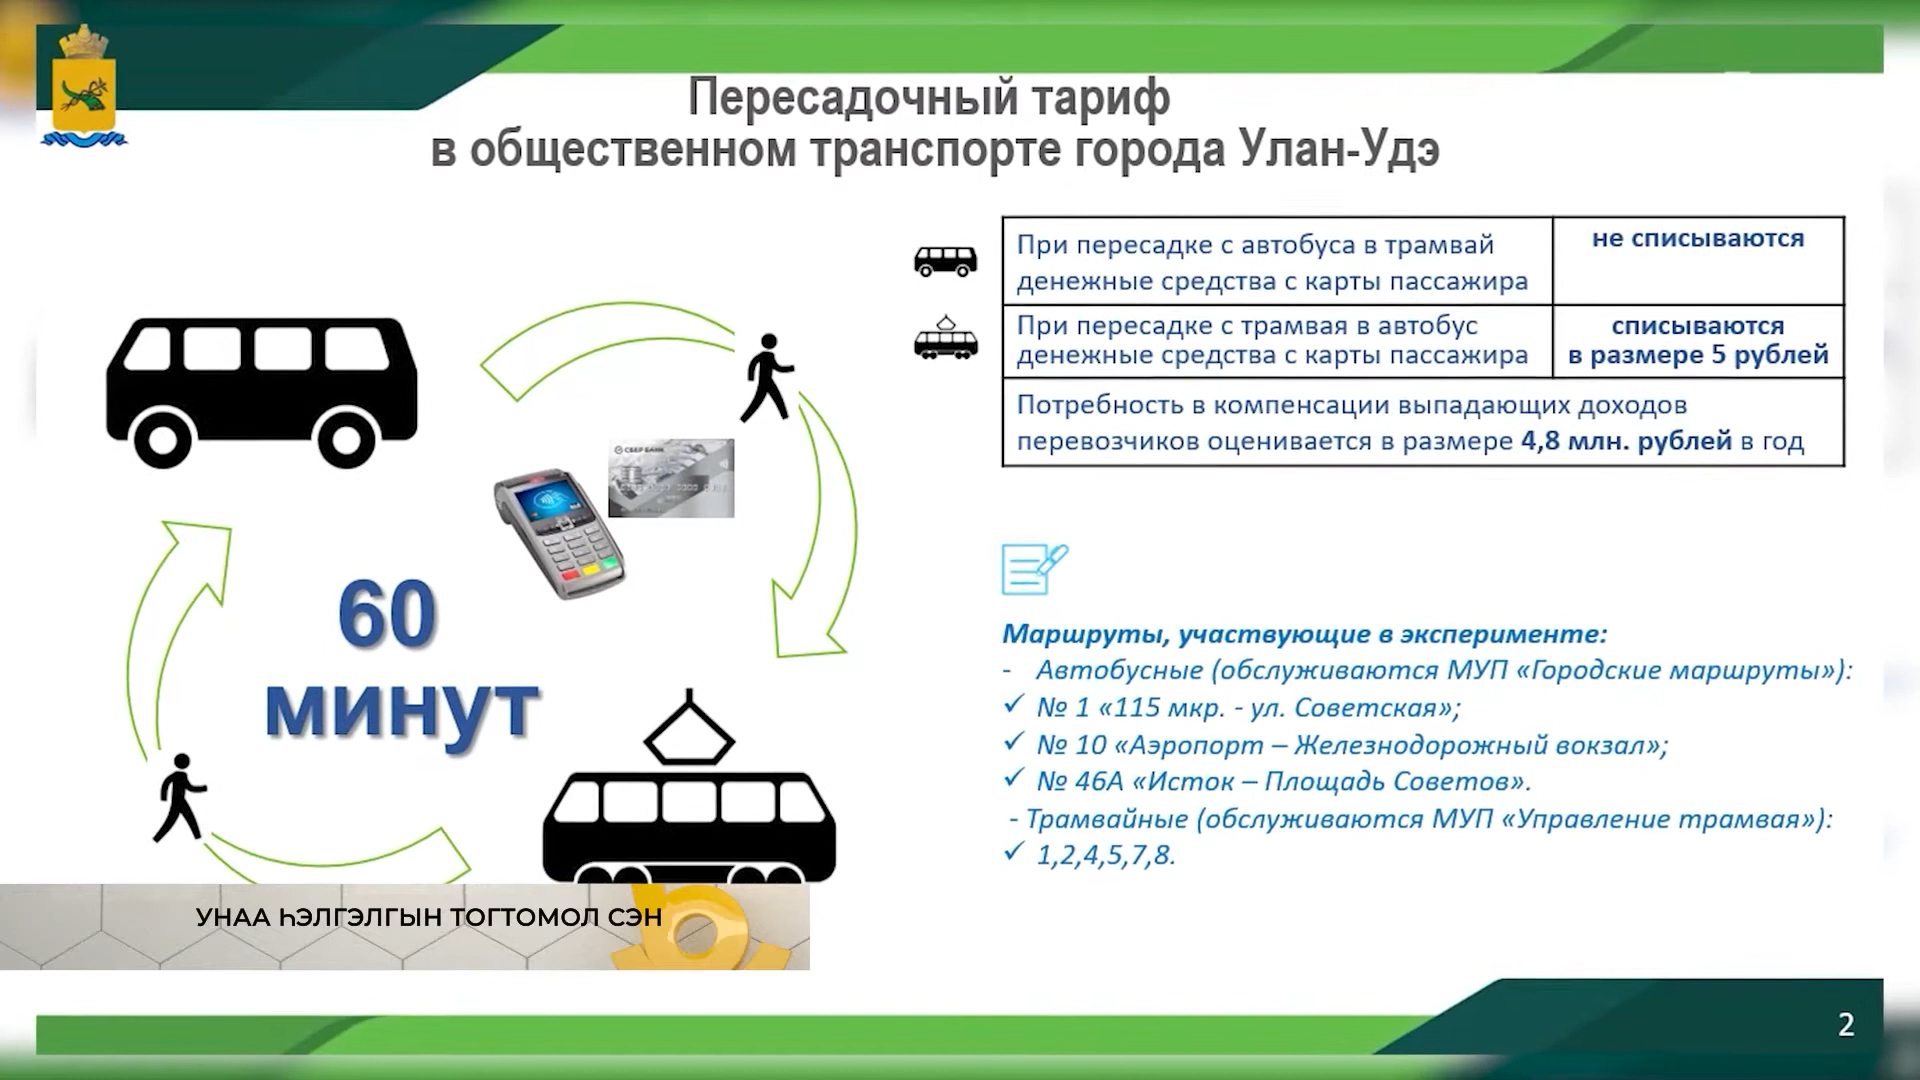 Пересадочный тариф
в общественном транспорте города Улан-Удэ
При пересадке с автобуса в трамвай
денежные средства с карты пассажира
не списываются
При пересадке с трамвая в автобус
денежные средства с карты пассажира
списываются
в размере 5 рублей
Потребность в компенсации выпадающих доходов
перевозчиков оценивается в размере 4,8 млн. рублей в год
СБЕР БАНК
60
минут
Маршруты, участвующие в эксперименте:
- Автобусные (обслуживаются МУП «Городские маршруты»):
✓ № 1 «115 мкр. - ул. Советская»;
✓ № 10 «Аэропорт – Железнодорожный вокзал»;
✓ № 46А «Исток – Площадь Советов».
- Трамвайные (обслуживаются МУП «Управление трамвая»):
✓ 1,2,4,5,7,8.
УНАА ҺЭЛГЭЛГЫН ТОГТОМОЛ СЭН
2